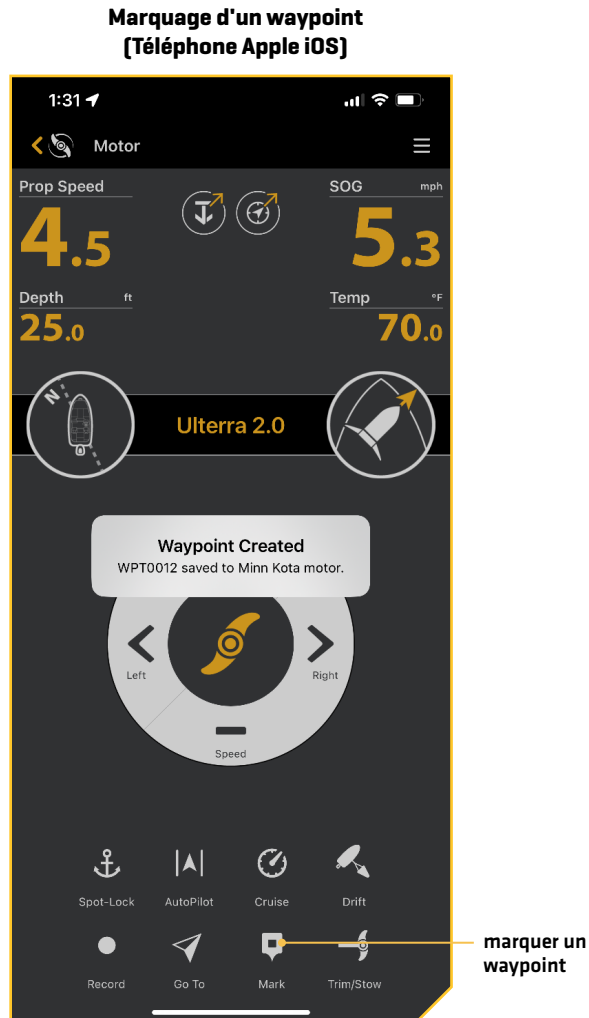 Marquage d'un waypoint
(Téléphone Apple iOS)
1:31
Motor
Prop Speed
SOG mph
4.5
5.3
Depth ft
Temp °F
25.0
70.0
N
Ulterra 2.0
Waypoint Created
WPT0012 saved to Minn Kota motor.
Left
Right
Speed
Spot-Lock AutoPilot Cruise Drift
marquer un
waypoint
Record Go To Mark Trim/Stow